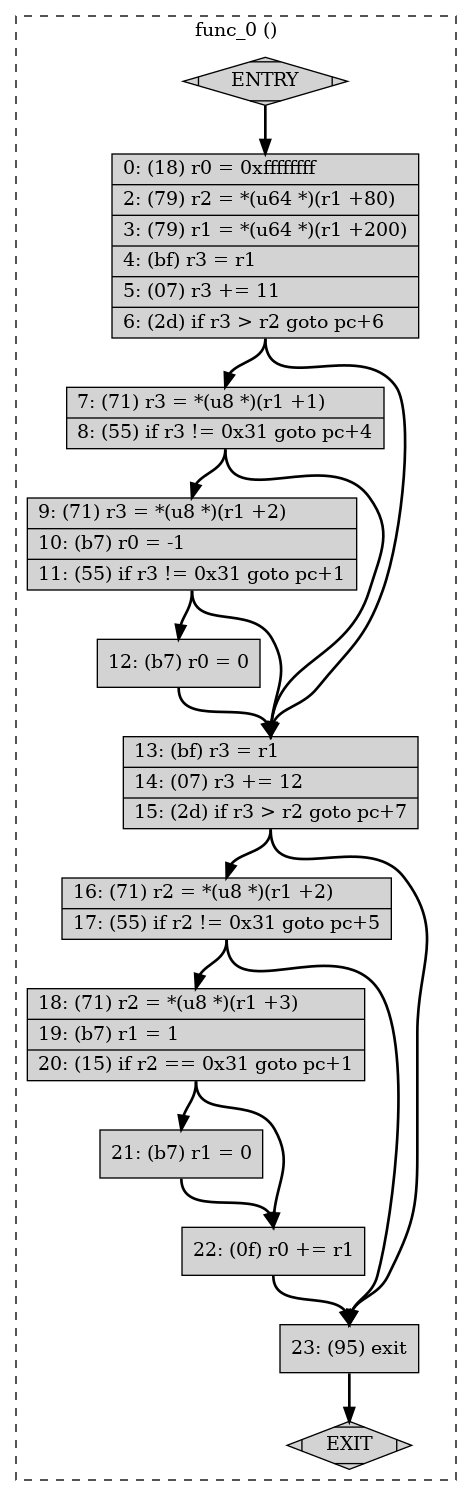 func_0 ()
ENTRY
0: (18) r0 = 0xffffffff
2: (79) r2 = *(u64 *)(r1 +80)
3: (79) r1 = *(u64 *)(r1 +200)
4: (bf) r3 = r1
5: (07) r3 += 11
6: (2d) if r3 > r2 goto pc+6
7: (71) r3 = *(u8 *)(r1 +1)
8: (55) if r3 != 0x31 goto pc+4
9: (71) r3 = *(u8 *)(r1 +2)
10: (b7) r0 = -1
11: (55) if r3 != 0x31 goto pc+1
12: (b7) r0 = 0
13: (bf) r3 = r1
14: (07) r3 += 12
15: (2d) if r3 > r2 goto pc+7
16: (71) r2 = *(u8 *)(r1 +2)
17: (55) if r2 != 0x31 goto pc+5
18: (71) r2 = *(u8 *)(r1 +3)
19: (b7) r1 = 1
20: (15) if r2 == 0x31 goto pc+1
21: (b7) r1 = 0
22: (0f) r0 += r1
23: (95) exit
EXIT